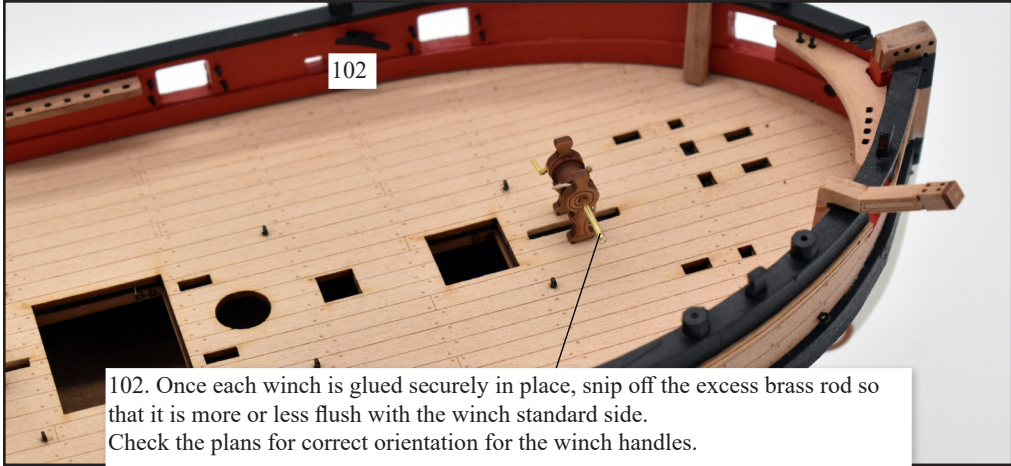 102
102. Once each winch is glued securely in place, snip off the excess brass rod so
that it is more or less flush with the winch standard side.
Check the plans for correct orientation for the winch handles.